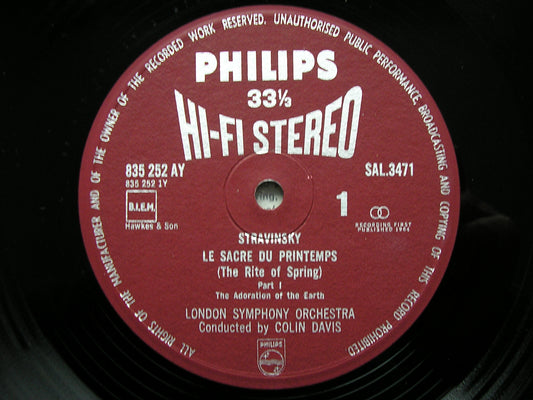 ALL RIGHTS OF THE MANUFACTURER AND OF THE OWNER OF THE RECORDED WORK RESERVED. UNAUTHORISED PUBLIC PERFORMANCE, BROADCASTING AND COPYING OF THIS RECORD PROHIBITED
PHILIPS
33⅓
HI-FI STEREO
835 252 AY
SAL.3471
835 252 1Y
B.I.E.M.
1
Hawkes & Son
RECORDING FIRST
PUBLISHED 1964
STRAVINSKY
LE SACRE DU PRINTEMPS
(The Rite of Spring)
Part I
The Adoration of the Earth
LONDON SYMPHONY ORCHESTRA
Conducted by COLIN DAVIS
PHILIPS